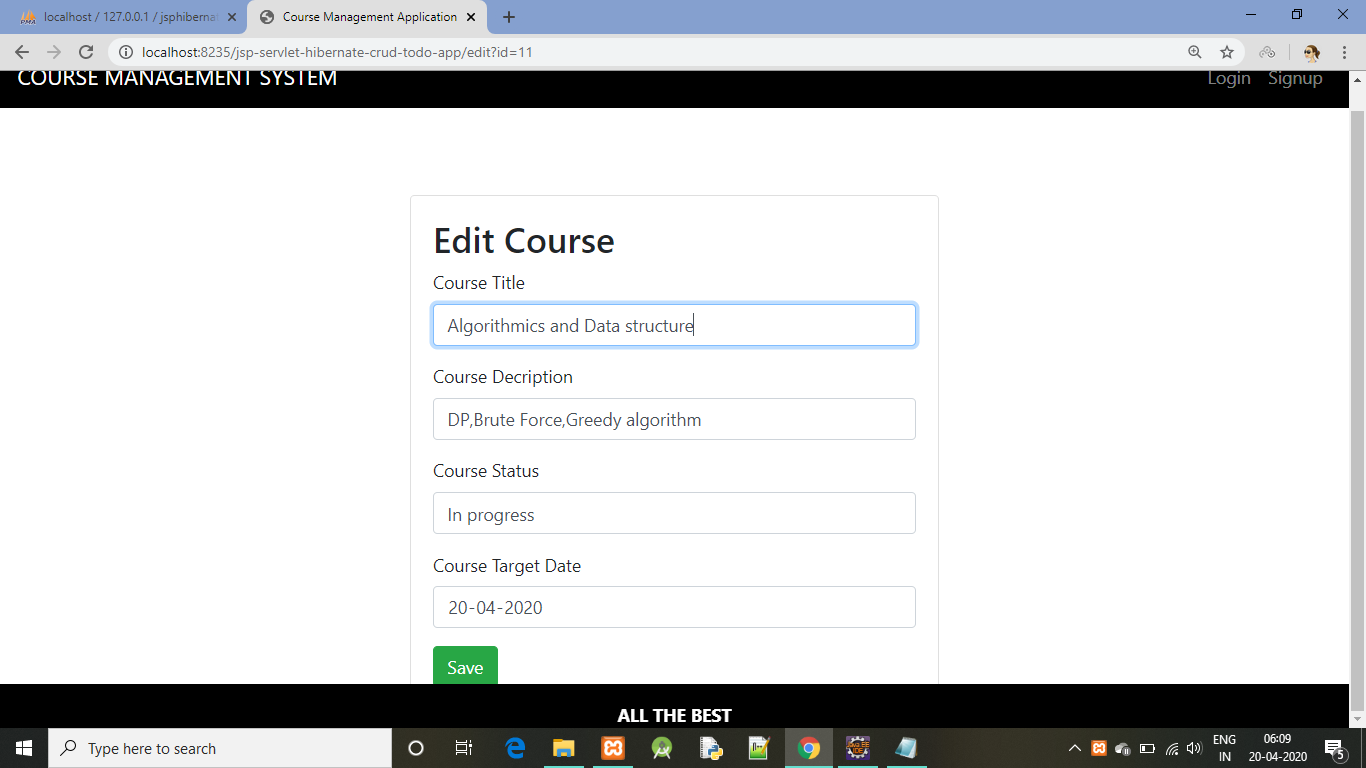 localhost / 127.0.0.1 / jsphibernat
Course Management Application
localhost:8235/jsp-servlet-hibernate-crud-todo-app/edit?id=11
COURSE MANAGEMENT SYSTEM
Login Signup
Edit Course
Course Title
Algorithmics and Data structure
Course Decription
DP,Brute Force,Greedy algorithm
Course Status
In progress
Course Target Date
20-04-2020
Save
ALL THE BEST
Type here to search
ENG
IN
06:09
20-04-2020
5